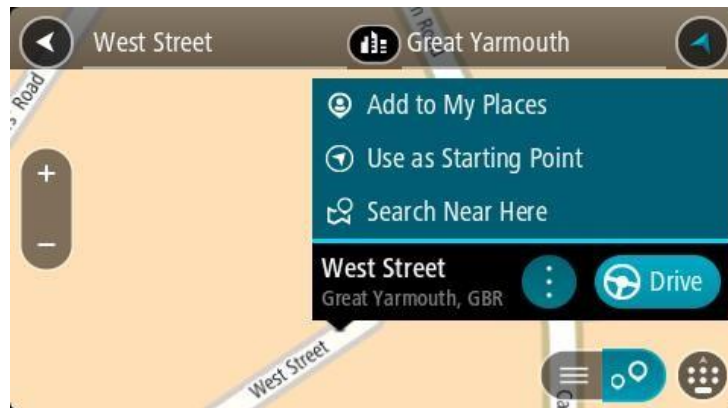 West Street
Great Yarmouth
Road
Road
Add to My Places
Use as Starting Point
Search Near Here
West Street
Great Yarmouth, GBR
Drive
West Street